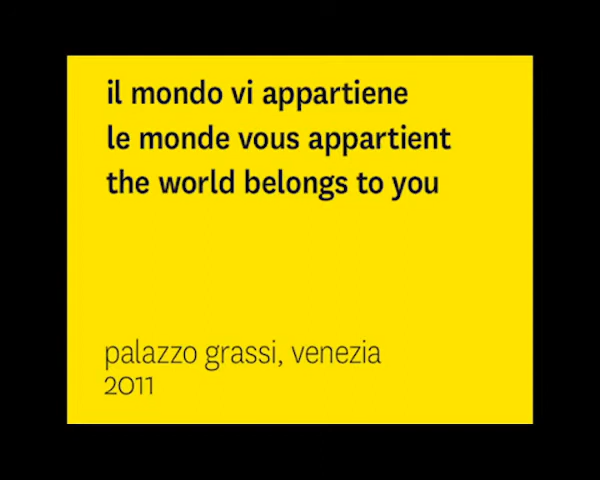 il mondo vi appartiene
le monde vous appartient
the world belongs to you
palazzo grassi, venezia
2011